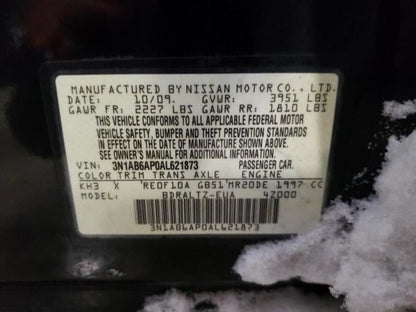 MANUFACTURED BY NISSAN MOTOR CO., LTD.
DATE: 10/09. GVWR: 3951 LBS
GAWR FR: 2227 LBS GAWR RR: 1810 LBS
THIS VEHICLE CONFORMS TO ALL APPLICABLE FEDERAL MOTOR
VEHICLE SAFETY, BUMPER AND THEFT PREVENTION STANDARDS
IN EFFECT ON THE DATE OF MANUFACTURE SHOWN ABOVE.
SEE OWNER'S MANUAL FOR ADDITIONAL INFORMATION.
VIN: 3N1AB6AP0AL621873 PASSENGER CAR.
COLOR TRIM TRANS AXLE ENGINE
KH3 X RE0F10A GB51 MR20DE 1997 CC
MODEL: BDRALTZ-EUA 4Z000
3N1AB6AP0AL621873